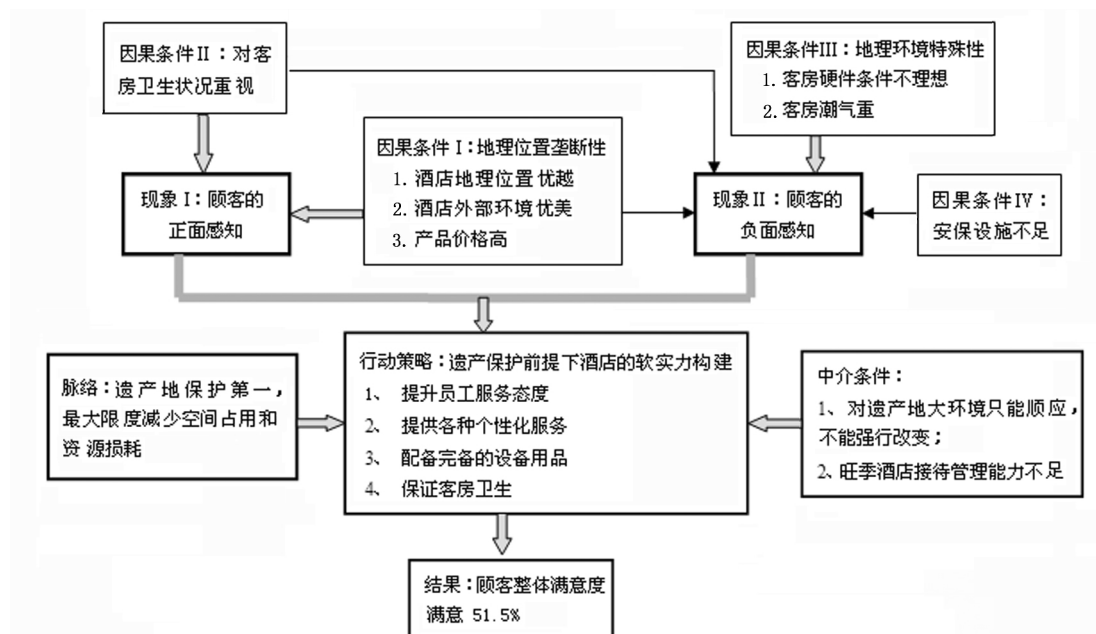 因果条件II：对客
房卫生状况重视
因果条件III：地理环境特殊性
1. 客房硬件条件不理想
2. 客房潮气重
因果条件 I：地理位置垄断性
1. 酒店地理位置优越
2. 酒店外部环境优美
3. 产品价格高
现象 I：顾客的
正面感知
现象II：顾客的
负面感知
因果条件IV：
安保设施不足
行动策略：遗产保护前提下酒店的软实力构建
1、 提升员工服务态度
2、 提供各种个性化服务
3、 配备完备的设备用品
4、 保证客房卫生
脉络：遗产地保护第一，
最大限度减少空间占用和
资源损耗
中介条件：
1、对遗产地大环境只能顺应，
不能强行改变；
2、旺季酒店接待管理能力不足
结果：顾客整体满意度
满意 51.5%